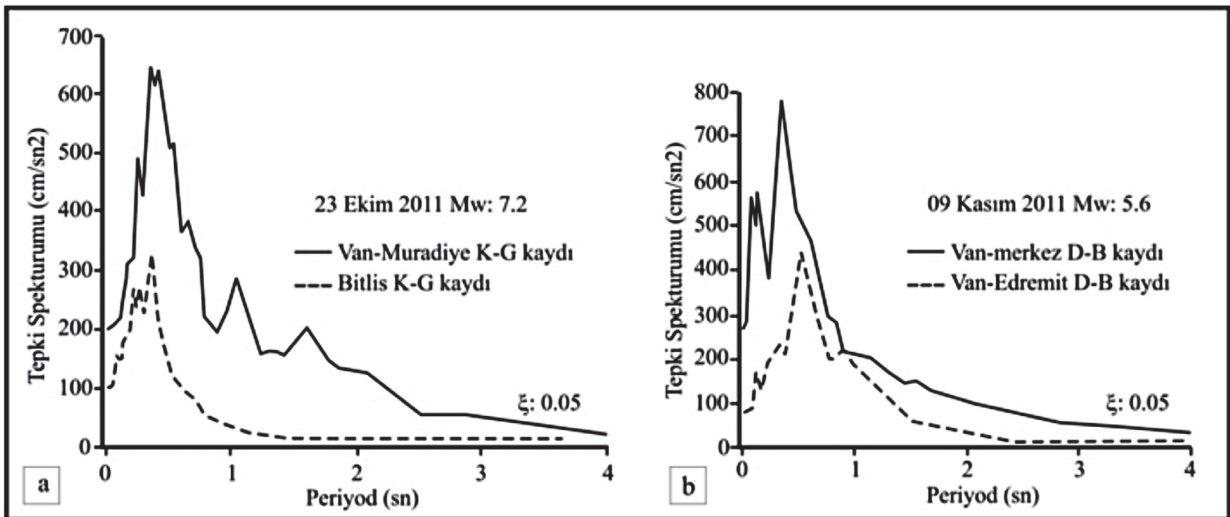 700
600
500
400
300
200
100
0
Tepki Spekturumu (cm/sn2)
23 Ekim 2011 Mw: 7.2
Van-Muradiye K-G kaydı
Bitlis K-G kaydı
ξ: 0.05
0 1 2 3 4
Periyod (sn)
a
800
700
600
500
400
300
200
100
0
Tepki Spekturumu (cm/sn2)
09 Kasım 2011 Mw: 5.6
Van-merkez D-B kaydı
Van-Edremit D-B kaydı
ξ: 0.05
0 1 2 3 4
Periyod (sn)
b